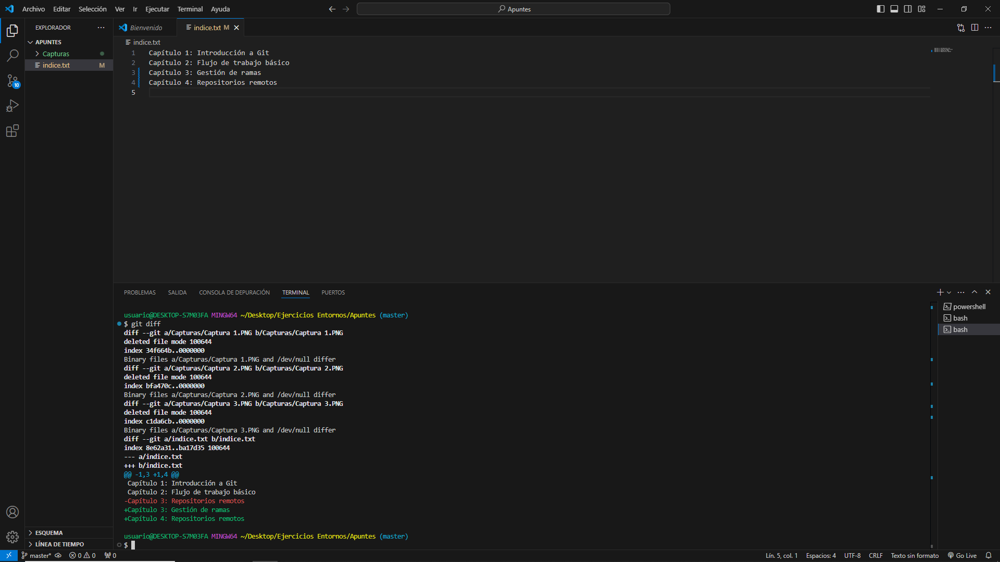 Archivo Editar Selección Ver Ir Ejecutar Terminal Ayuda
Apuntes
EXPLORADOR
APUNTES
Capturas
indice.txt M
10
Bienvenido
indice.txt M
indice.txt
1 Capítulo 1: Introducción a Git
2 Capítulo 2: Flujo de trabajo básico
3 Capítulo 3: Gestión de ramas
4 Capítulo 4: Repositorios remotos
5
PROBLEMAS SALIDA CONSOLA DE DEPURACIÓN TERMINAL PUERTOS
powershell
bash
bash
usuario@DESKTOP-S7M03FA MINGW64 ~/Desktop/Ejercicios Entornos/Apuntes (master)
$ git diff
diff --git a/Capturas/Captura 1.PNG b/Capturas/Captura 1.PNG
deleted file mode 100644
index 34f664b..0000000
Binary files a/Capturas/Captura 1.PNG and /dev/null differ
diff --git a/Capturas/Captura 2.PNG b/Capturas/Captura 2.PNG
deleted file mode 100644
index bfa470c..0000000
Binary files a/Capturas/Captura 2.PNG and /dev/null differ
diff --git a/Capturas/Captura 3.PNG b/Capturas/Captura 3.PNG
deleted file mode 100644
index c1da6cb..0000000
Binary files a/Capturas/Captura 3.PNG and /dev/null differ
diff --git a/indice.txt b/indice.txt
index 8e62a31..ba17d35 100644
--- a/indice.txt
+++ b/indice.txt
@@ -1,3 +1,4 @@
 Capítulo 1: Introducción a Git
 Capítulo 2: Flujo de trabajo básico
-Capítulo 3: Repositorios remotos
+Capítulo 3: Gestión de ramas
+Capítulo 4: Repositorios remotos
usuario@DESKTOP-S7M03FA MINGW64 ~/Desktop/Ejercicios Entornos/Apuntes (master)
$
ESQUEMA
LÍNEA DE TIEMPO
master* 0 0 0
Lín. 5, col. 1 Espacios: 4 UTF-8 CRLF Texto sin formato Go Live